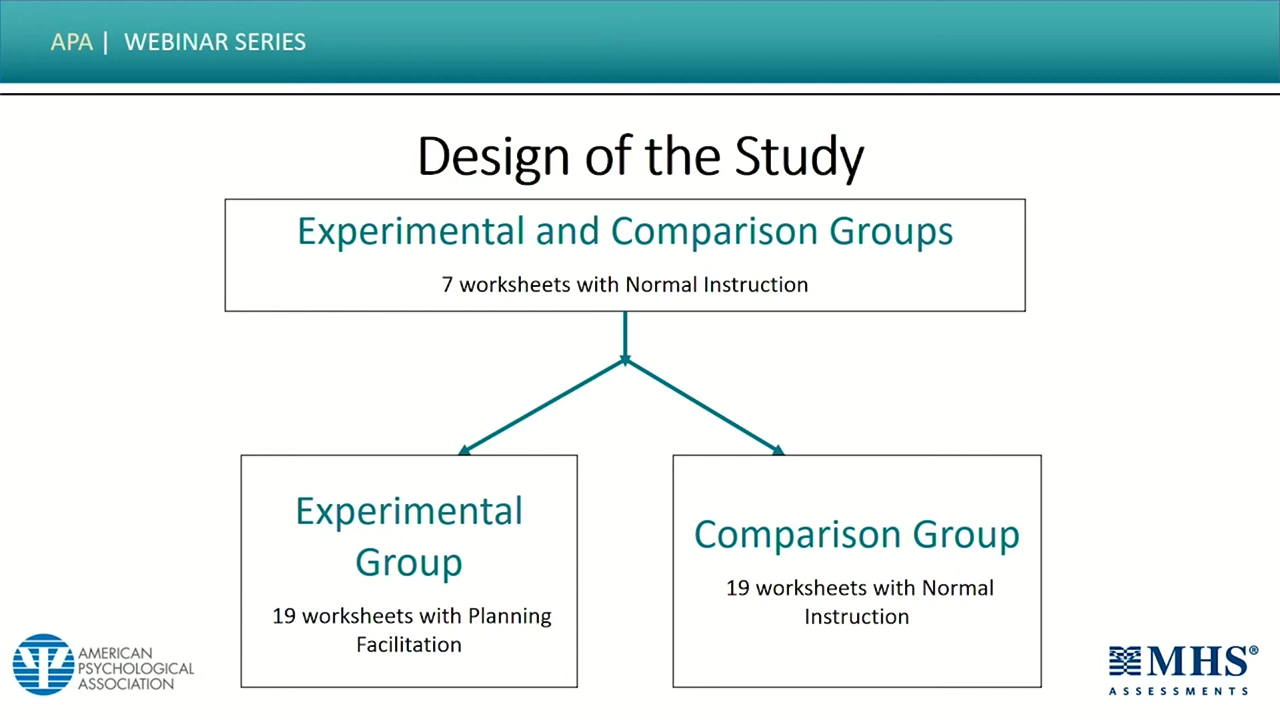 APA | WEBINAR SERIES
Design of the Study
Experimental and Comparison Groups
7 worksheets with Normal Instruction
Experimental
Group
19 worksheets with Planning
Facilitation
Comparison Group
19 worksheets with Normal
Instruction
AMERICAN
PSYCHOLOGICAL
ASSOCIATION
MHS®
ASSESSMENTS